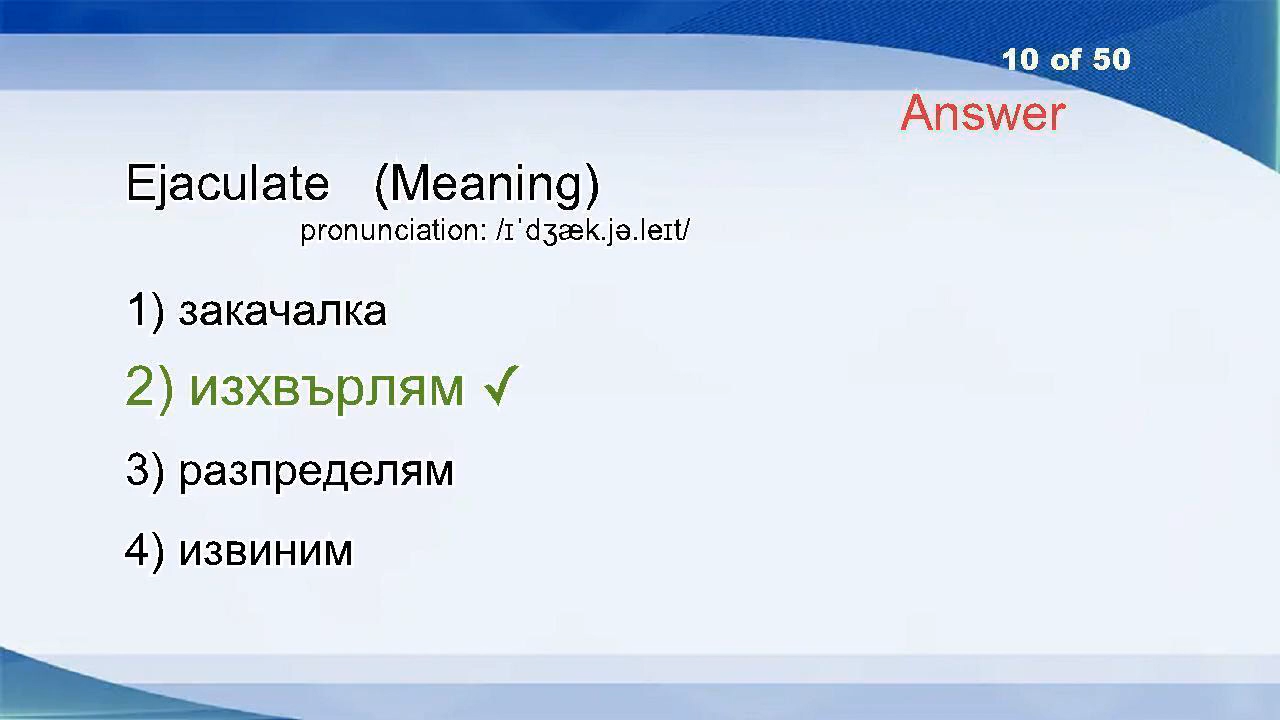 10 of 50
Answer
Ejaculate (Meaning)
pronunciation: /ɪˈdʒæk.jə.leɪt/
1) закачалка
2) изхвърлям ✓
3) разпределям
4) извиним